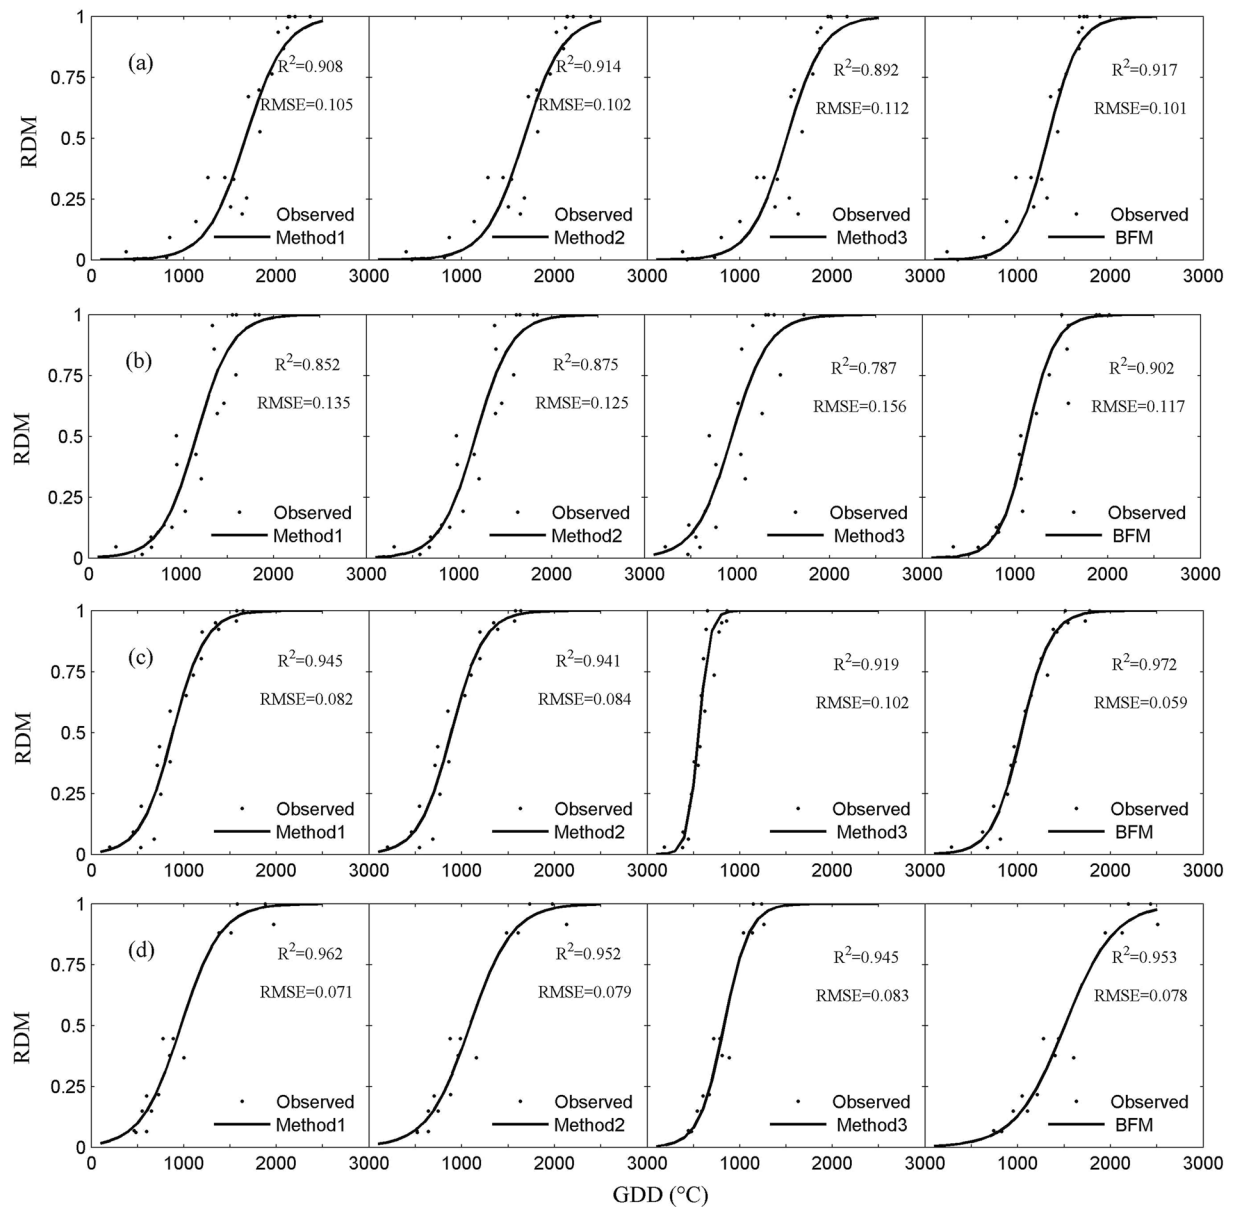 (a)
RDM
1
0.75
0.5
0.25
0
R²=0.908
RMSE=0.105
Observed
Method1
R²=0.914
RMSE=0.102
Observed
Method2
R²=0.892
RMSE=0.112
Observed
Method3
R²=0.917
RMSE=0.101
Observed
BFM
0 1000 2000 3000 1000 2000 3000 1000 2000 3000 1000 2000 3000
(b)
RDM
1
0.75
0.5
0.25
0
R²=0.852
RMSE=0.135
Observed
Method1
R²=0.875
RMSE=0.125
Observed
Method2
R²=0.787
RMSE=0.156
Observed
Method3
R²=0.902
RMSE=0.117
Observed
BFM
0 1000 2000 3000 1000 2000 3000 1000 2000 3000 1000 2000 3000
(c)
RDM
1
0.75
0.5
0.25
0
R²=0.945
RMSE=0.082
Observed
Method1
R²=0.941
RMSE=0.084
Observed
Method2
R²=0.919
RMSE=0.102
Observed
Method3
R²=0.972
RMSE=0.059
Observed
BFM
0 1000 2000 3000 1000 2000 3000 1000 2000 3000 1000 2000 3000
(d)
RDM
1
0.75
0.5
0.25
0
R²=0.962
RMSE=0.071
Observed
Method1
R²=0.952
RMSE=0.079
Observed
Method2
R²=0.945
RMSE=0.083
Observed
Method3
R²=0.953
RMSE=0.078
Observed
BFM
0 1000 2000 3000 1000 2000 3000 1000 2000 3000 1000 2000 3000
GDD (°C)